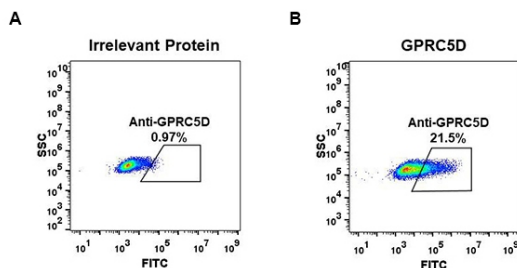 A
B
Irrelevant Protein
GPRC5D
Anti-GPRC5D
0.97%
Anti-GPRC5D
21.5%
SSC
10^10
10^9
10^8
10^7
10^6
10^5
10^4
10^3
10^2
10^1 10^3 10^5 10^7 10^9
FITC
SSC
10^10
10^9
10^8
10^7
10^6
10^5
10^4
10^3
10^1 10^3 10^5 10^7 10^9
FITC